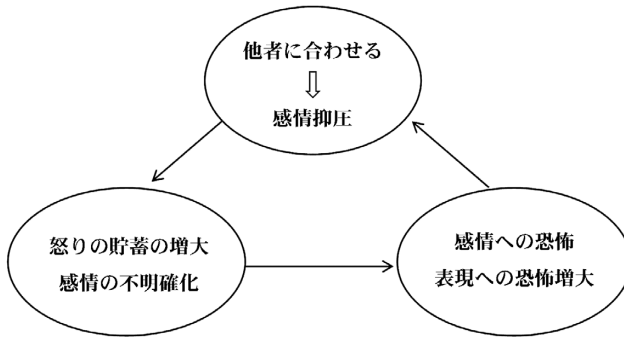 他者に合わせる
⇩
感情抑圧
怒りの貯蓄の増大
感情の不明確化
感情への恐怖
表現への恐怖増大